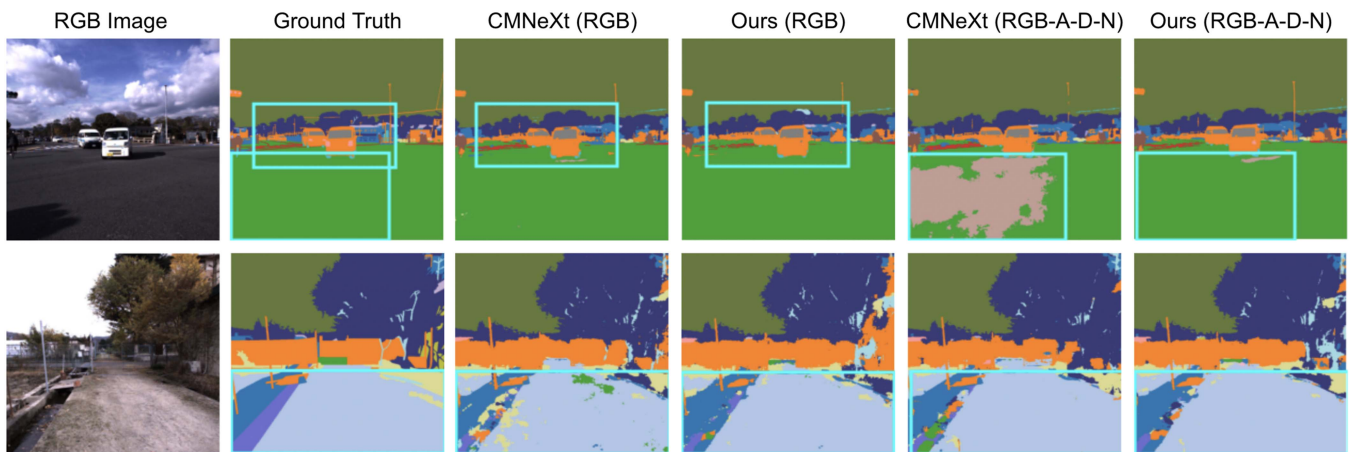 RGB Image
Ground Truth
CMNeXt (RGB)
Ours (RGB)
CMNeXt (RGB-A-D-N)
Ours (RGB-A-D-N)